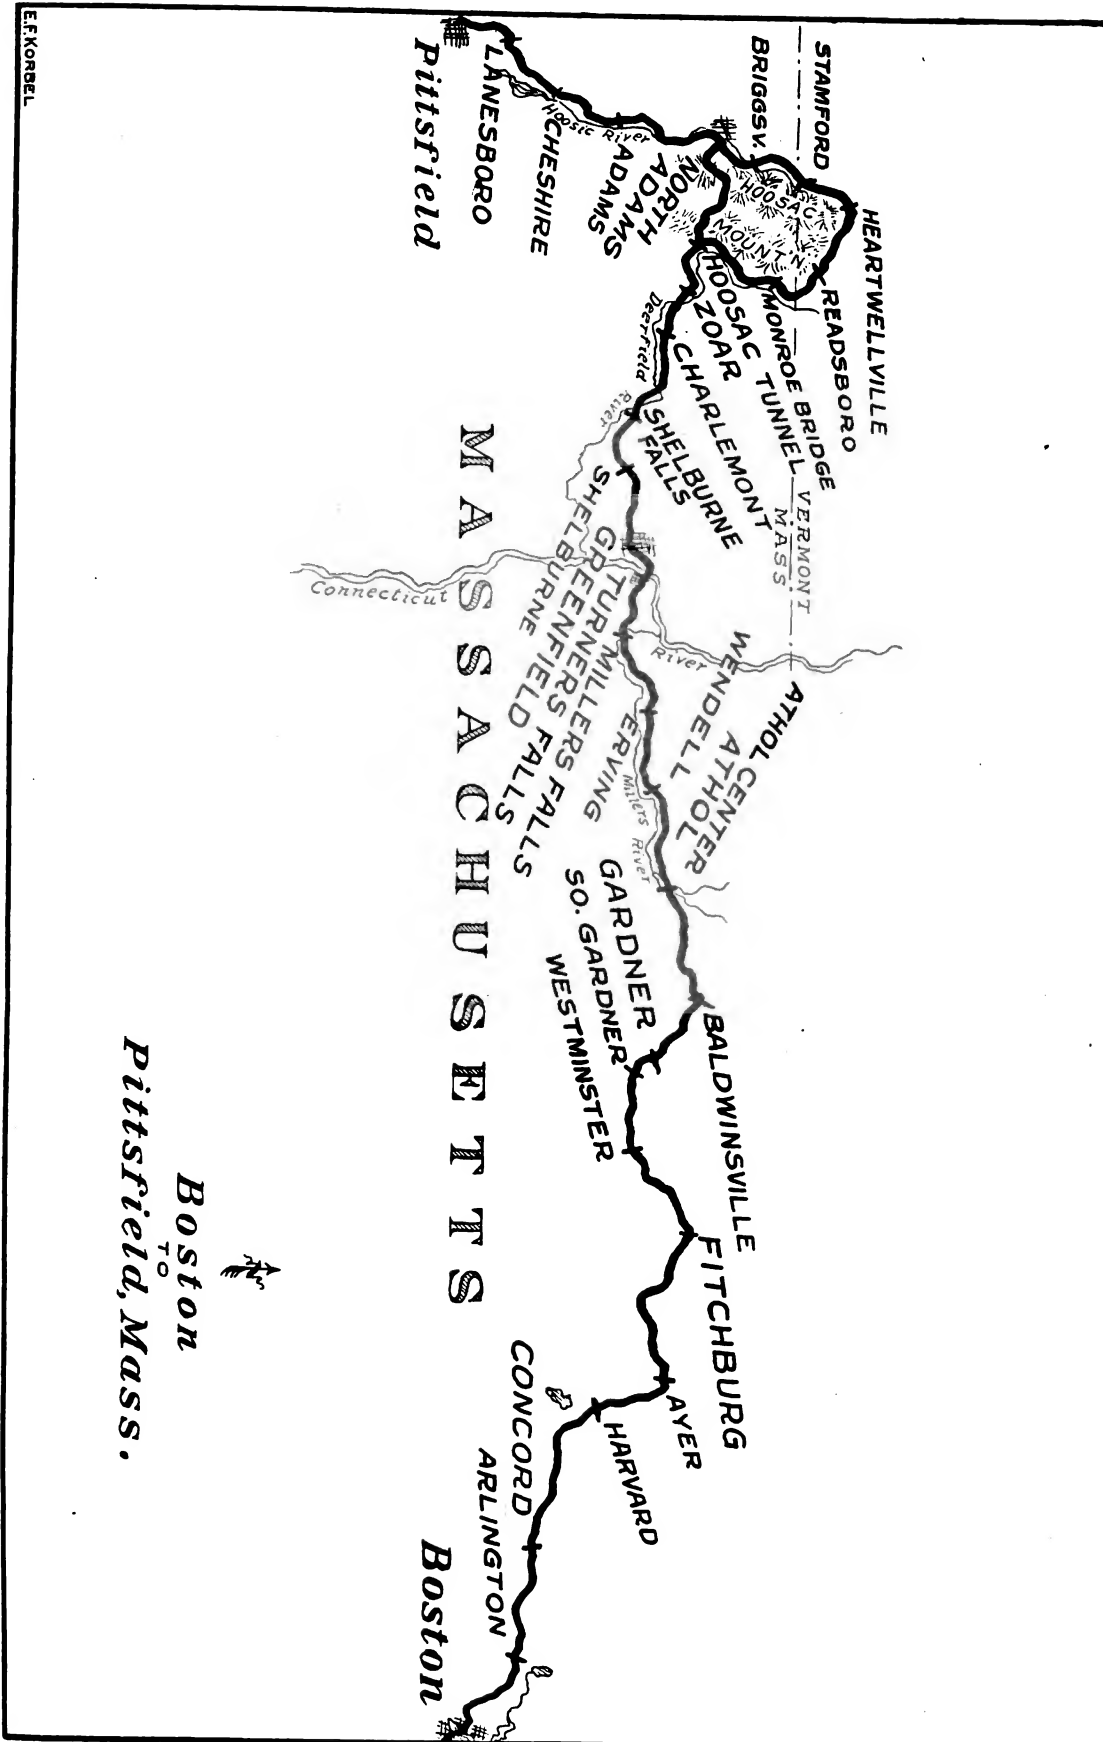 STAMFORD
BRIGGSV.
HEARTWELLVILLE
READSBORO
HOOSAC
MOUNT'N
MONROE BRIDGE
HOOSAC TUNNEL
ZOAR
CHARLEMONT
SHELBURNE
FALLS
VERMONT
MASS
Pittsfield
LANESBORO
CHESHIRE
Hoosic River
ADAMS
NORTH
ADAMS
Deerfield
River
SHELBURNE
GREENFIELD
TURNERS FALLS
MILLERS FALLS
ERVING
Connecticut
River
WENDELL
ATHOL
ATHOL CENTER
Millers River
GARDNER
SO. GARDNER
WESTMINSTER
BALDWINSVILLE
FITCHBURG
AYER
HARVARD
CONCORD
ARLINGTON
Boston
MASSACHUSETTS
Boston
TO
Pittsfield, Mass.
E.F.KORBEL